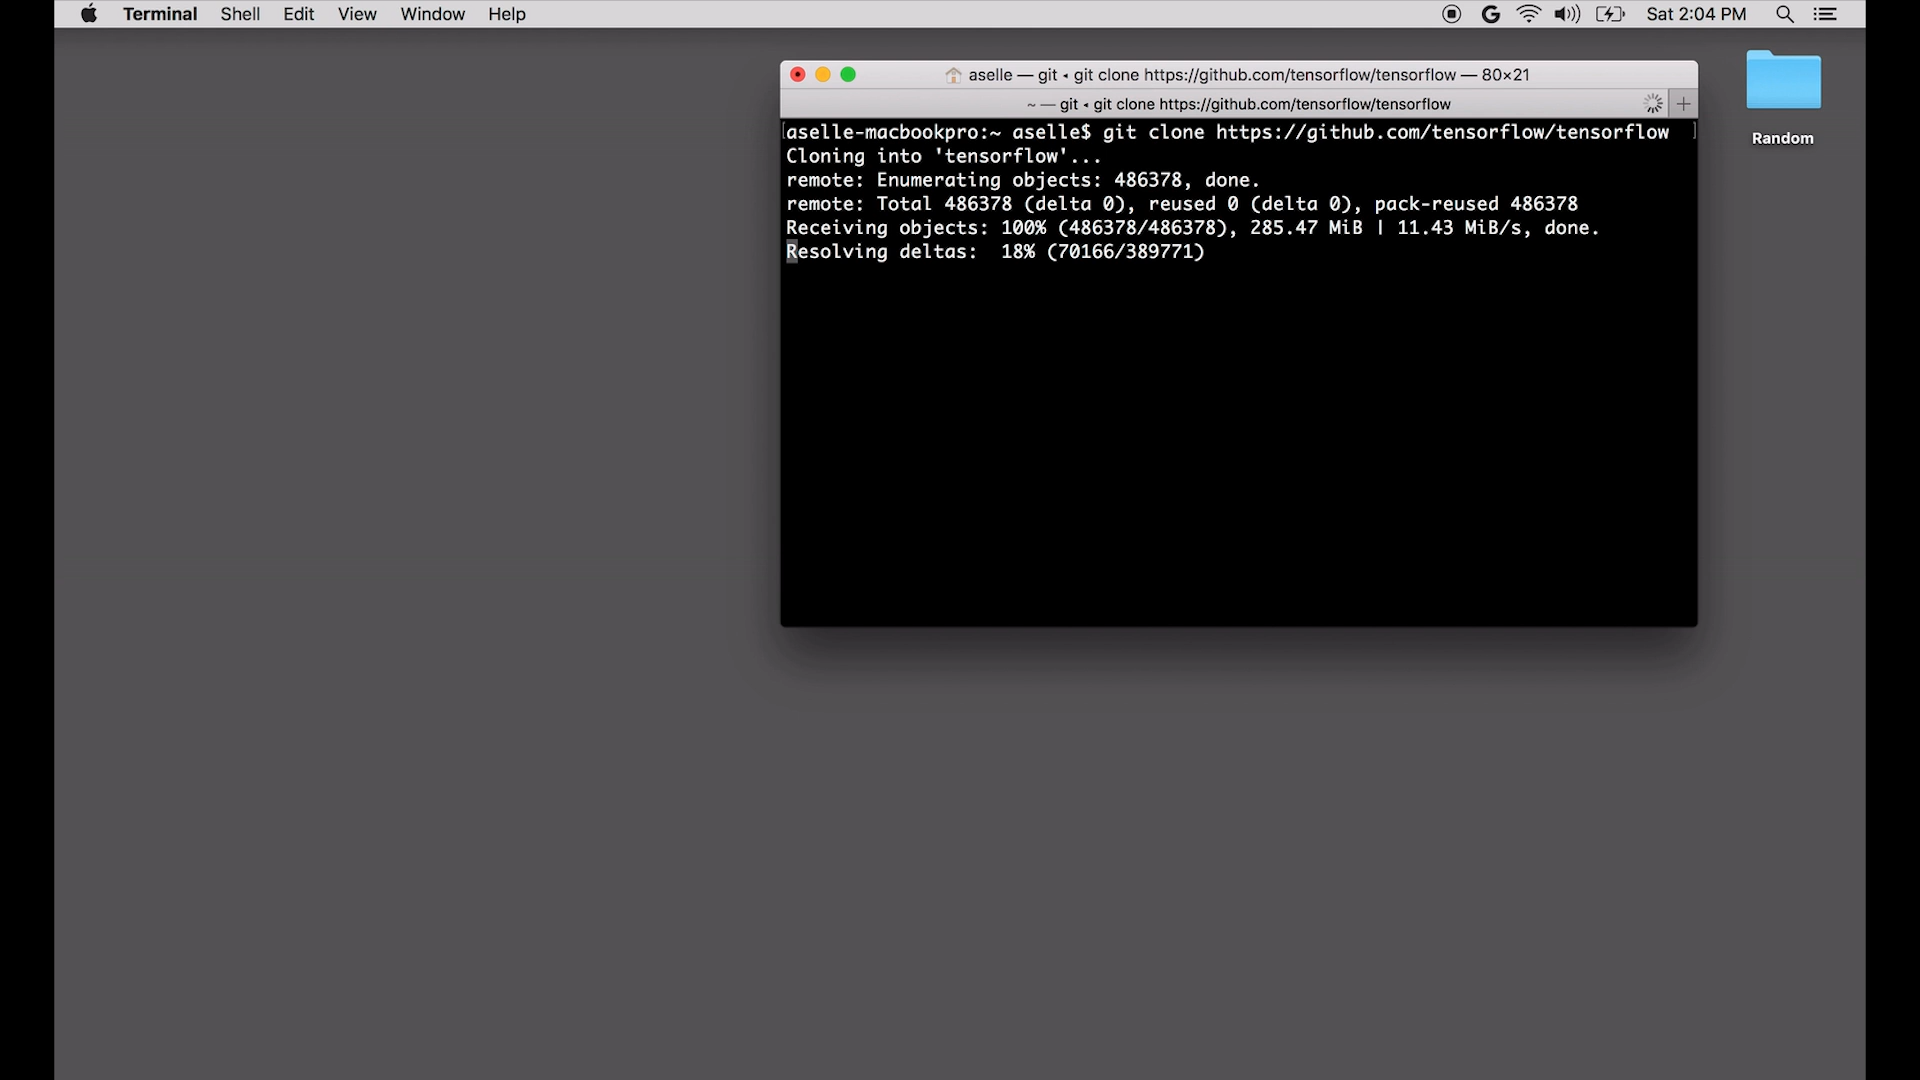 Terminal Shell Edit View Window Help Sat 2:04 PM
aselle — git ◂ git clone https://github.com/tensorflow/tensorflow — 80×21
~ — git ◂ git clone https://github.com/tensorflow/tensorflow
aselle-macbookpro:~ aselle$ git clone https://github.com/tensorflow/tensorflow
Cloning into 'tensorflow'...
remote: Enumerating objects: 486378, done.
remote: Total 486378 (delta 0), reused 0 (delta 0), pack-reused 486378
Receiving objects: 100% (486378/486378), 285.47 MiB | 11.43 MiB/s, done.
Resolving deltas:  18% (70166/389771)
Random